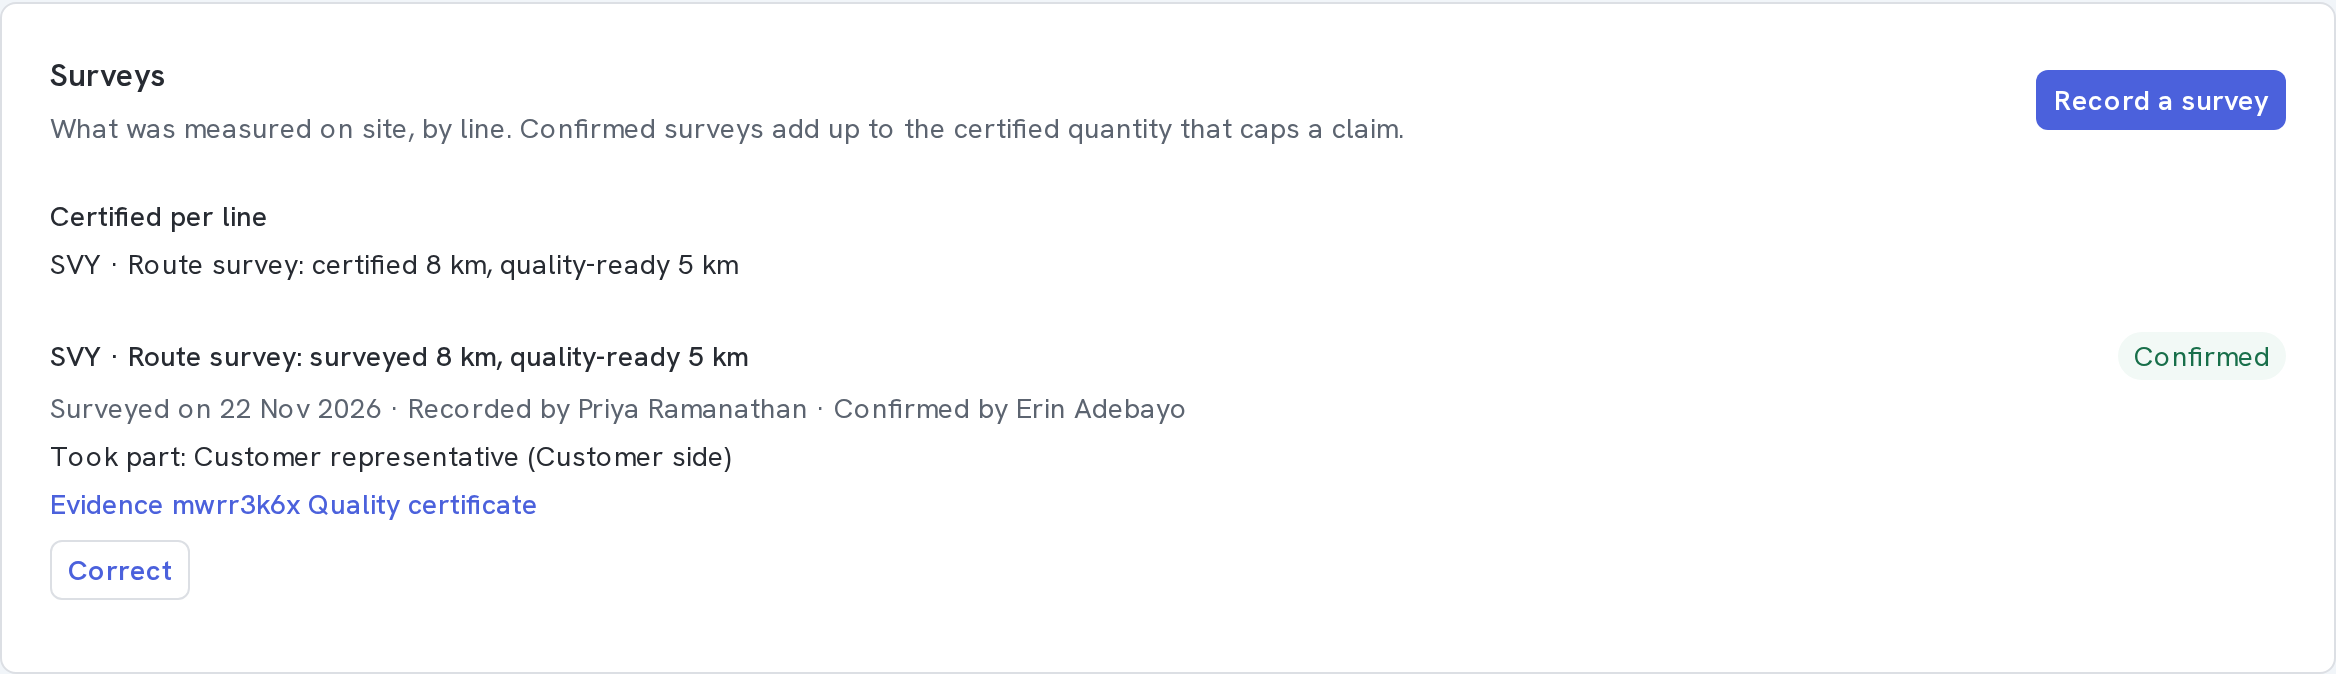 Surveys
Record a survey
What was measured on site, by line. Confirmed surveys add up to the certified quantity that caps a claim.
Certified per line
SVY · Route survey: certified 8 km, quality-ready 5 km
SVY · Route survey: surveyed 8 km, quality-ready 5 km
Confirmed
Surveyed on 22 Nov 2026 · Recorded by Priya Ramanathan · Confirmed by Erin Adebayo
Took part: Customer representative (Customer side)
Evidence mwrr3k6x Quality certificate
Correct